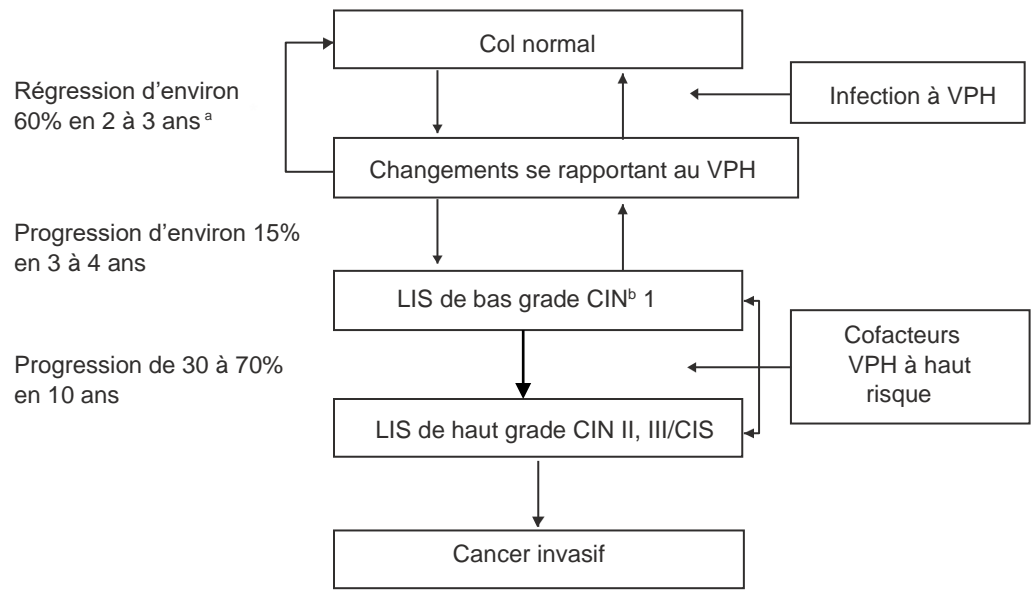 Col normal
Régression d'environ
60% en 2 à 3 ans ᵃ
Infection à VPH
Changements se rapportant au VPH
Progression d'environ 15%
en 3 à 4 ans
LIS de bas grade CINᵇ 1
Cofacteurs
VPH à haut
risque
Progression de 30 à 70%
en 10 ans
LIS de haut grade CIN II, III/CIS
Cancer invasif